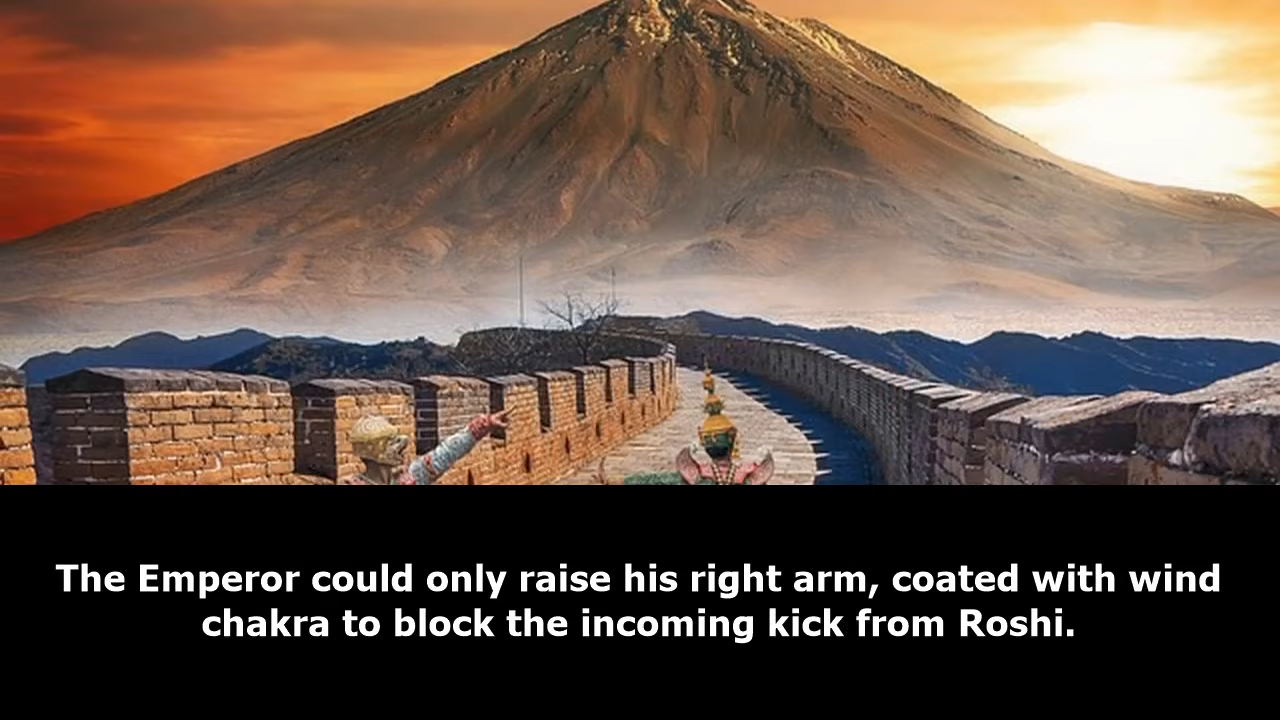 The Emperor could only raise his right arm, coated with wind
chakra to block the incoming kick from Roshi.